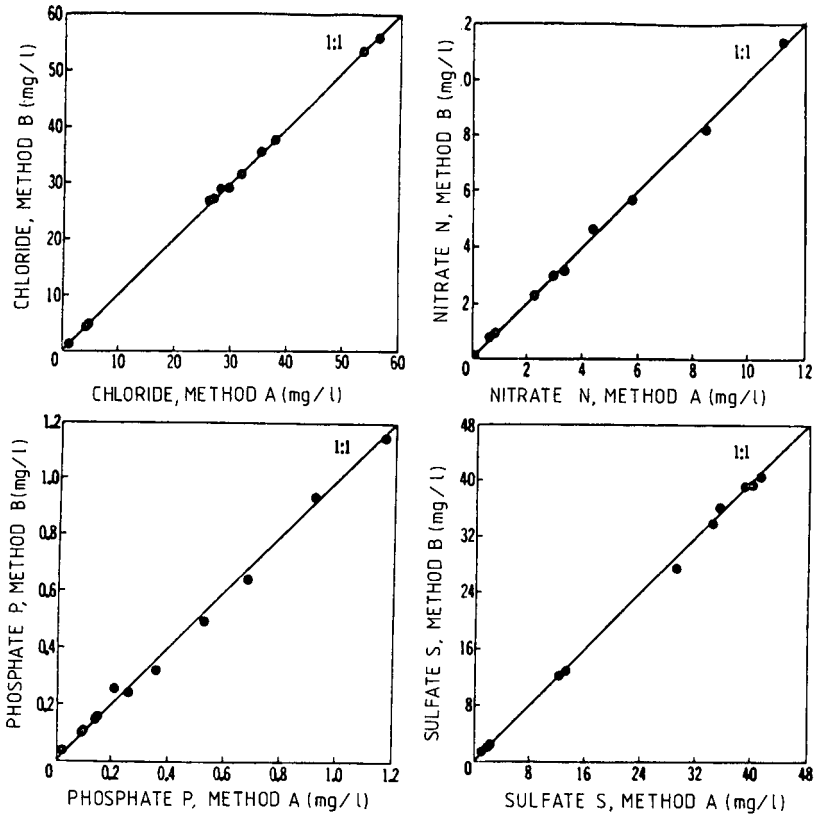 60
50
40
30
20
10
0 10 20 30 40 50 60
1:1
CHLORIDE, METHOD B (mg/l)
CHLORIDE, METHOD A (mg/l)
.2
.0
8
6
4
2
0 2 4 6 8 10 12
1:1
NITRATE N, METHOD B (mg/l)
NITRATE N, METHOD A (mg/l)
1.2
1.0
0.8
0.6
0.4
0.2
0 0.2 0.4 0.6 0.8 1.0 1.2
1:1
PHOSPHATE P, METHOD B (mg/l)
PHOSPHATE P, METHOD A (mg/l)
48
40
32
24
16
8
0 8 16 24 32 40 48
1:1
SULFATE S, METHOD B (mg/l)
SULFATE S, METHOD A (mg/l)